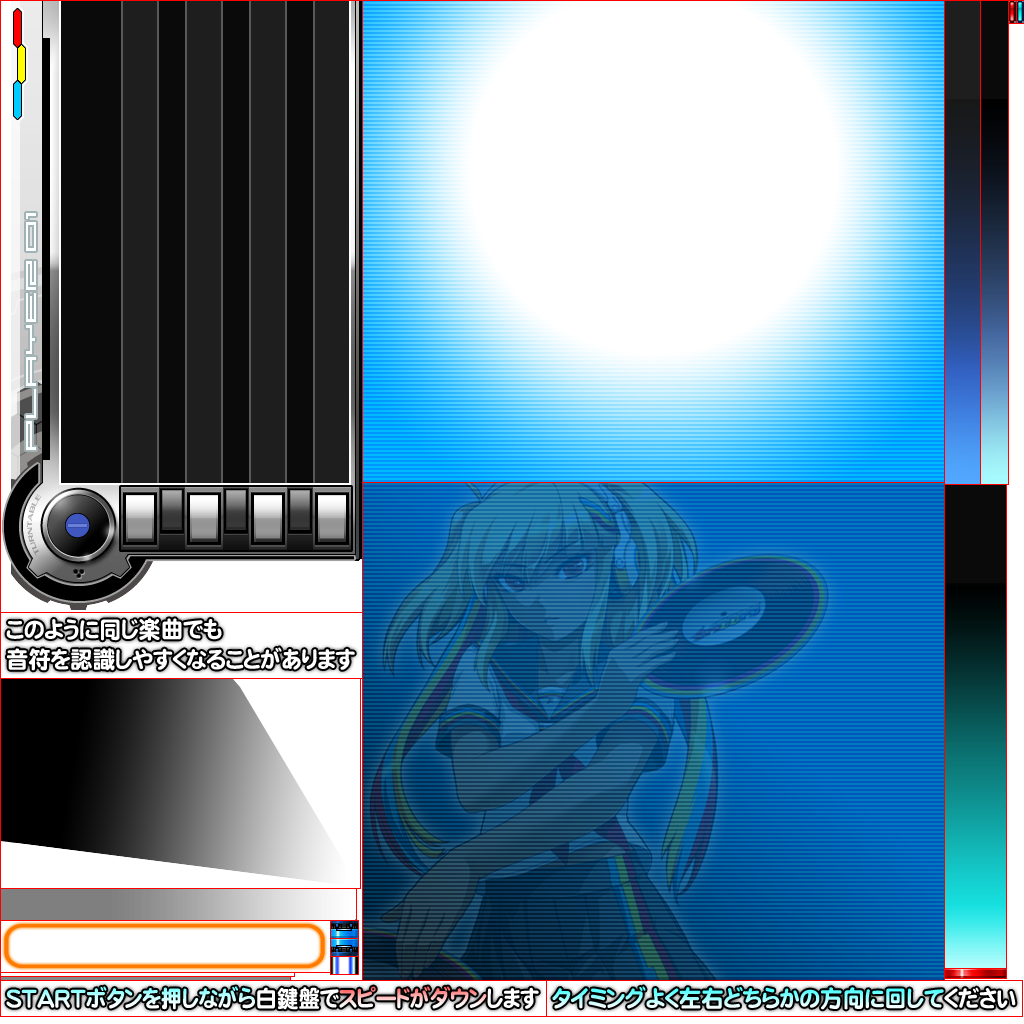 PLAYER 01
TURNTABLE
このように同じ楽曲でも
音符を認識しやすくなることがあります
STARTボタンを押しながら白鍵盤でスピードがダウンします
タイミングよく左右どちらかの方向に回してください